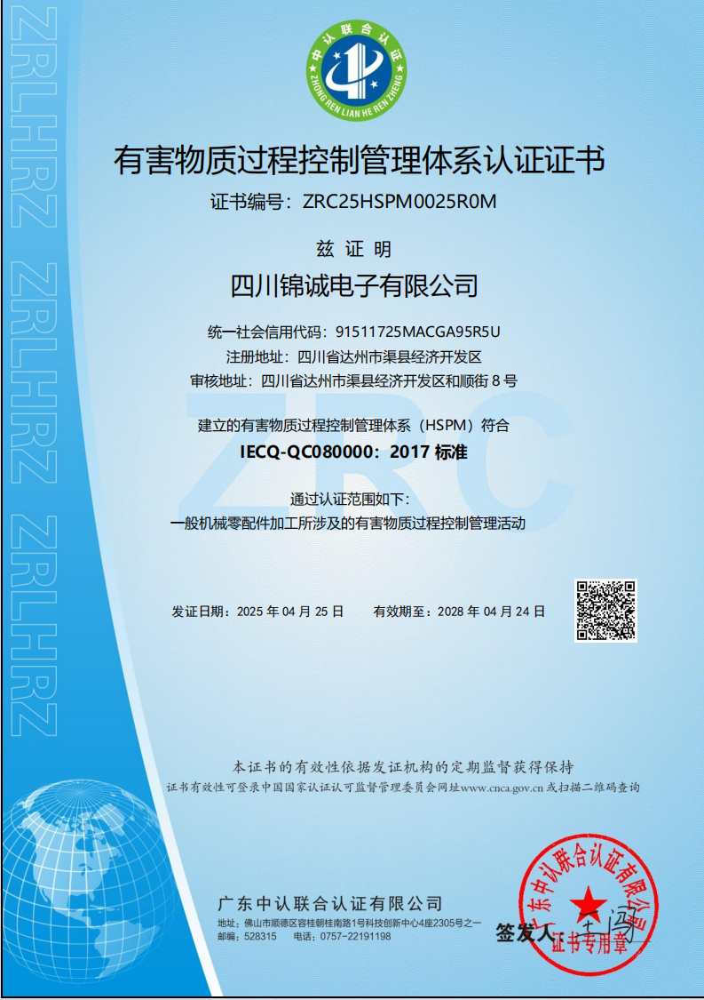 中认联合认证
ZHONG REN LIAN HE REN ZHENG
有害物质过程控制管理体系认证证书
证书编号：ZRC25HSPM0025R0M
兹 证 明
四川锦诚电子有限公司
统一社会信用代码：91511725MACGA95R5U
注册地址：四川省达州市渠县经济开发区
审核地址：四川省达州市渠县经济开发区和顺街 8 号
建立的有害物质过程控制管理体系（HSPM）符合
IECQ-QC080000：2017 标准
通过认证范围如下：
一般机械零配件加工所涉及的有害物质过程控制管理活动
发证日期：2025 年 04 月 25 日 有效期至：2028 年 04 月 24 日
本证书的有效性依据发证机构的定期监督获得保持
证书有效性可登录中国国家认证认可监督管理委员会网址www.cnca.gov.cn 或扫描二维码查询
广东中认联合认证有限公司
地址：佛山市顺德区容桂朝桂南路1号科技创新中心4座2305号之一
邮编：528315 电话：0757-22191198
签发人：
广东中认联合认证有限公司
证书专用章
ZRC
ZRLHRZ ZRLHRZ ZRLHRZ